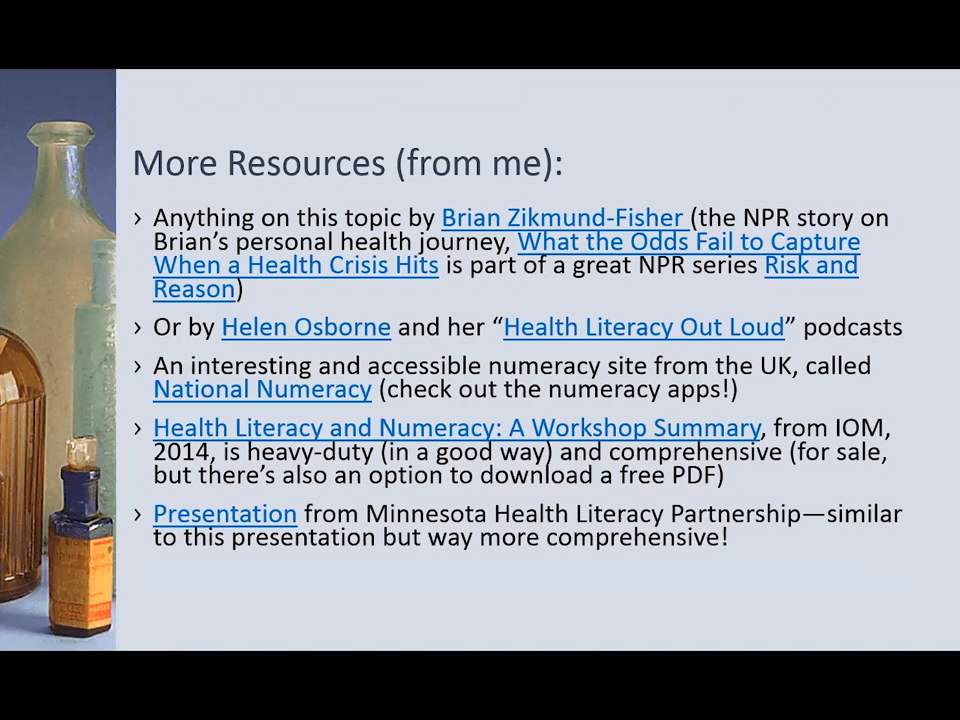 More Resources (from me):
› Anything on this topic by Brian Zikmund-Fisher (the NPR story on
Brian’s personal health journey, What the Odds Fail to Capture
When a Health Crisis Hits is part of a great NPR series Risk and
Reason)
› Or by Helen Osborne and her “Health Literacy Out Loud” podcasts
› An interesting and accessible numeracy site from the UK, called
National Numeracy (check out the numeracy apps!)
› Health Literacy and Numeracy: A Workshop Summary, from IOM,
2014, is heavy-duty (in a good way) and comprehensive (for sale,
but there’s also an option to download a free PDF)
› Presentation from Minnesota Health Literacy Partnership—similar
to this presentation but way more comprehensive!